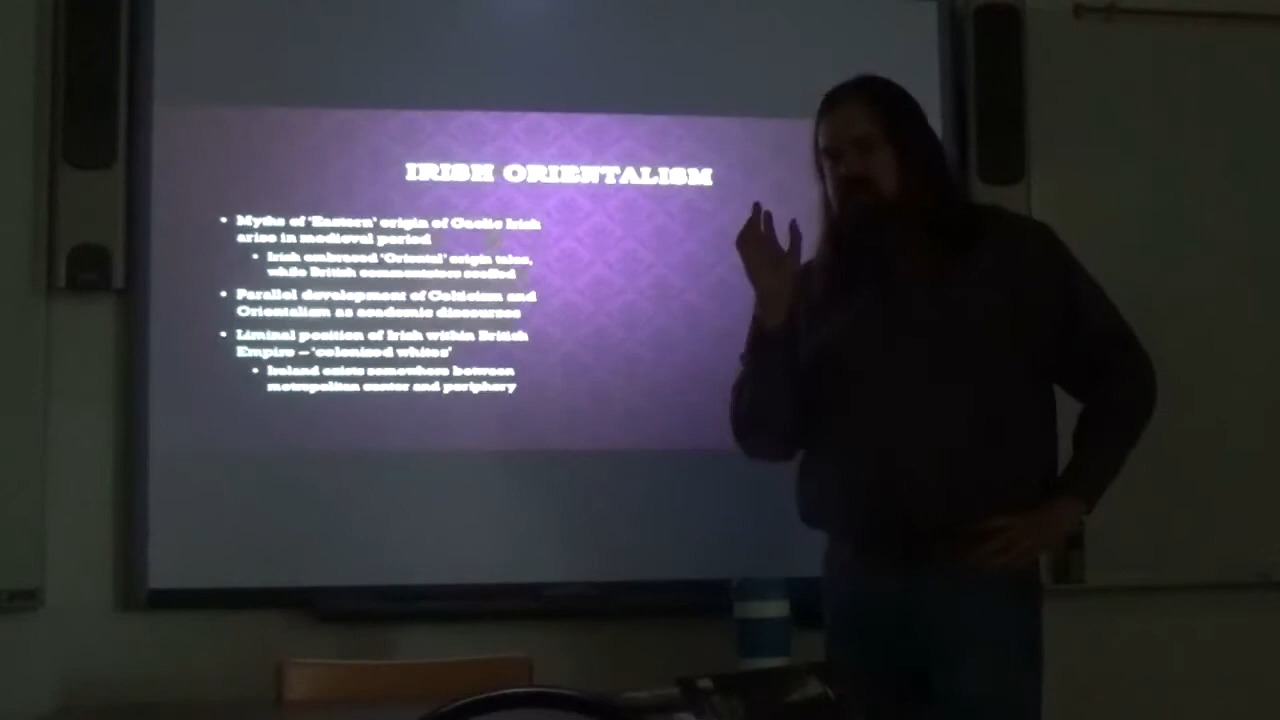 IRISH ORIENTALISM
• Myths of 'Eastern' origin of Gaelic Irish
arise in medieval period
• Irish embraced 'Oriental' origin tales,
while British commentators scoffed
• Parallel development of Celticism and
Orientalism as academic discourses
• Liminal position of Irish within British
Empire – 'colonized whites'
• Ireland exists somewhere between
metropolitan center and periphery